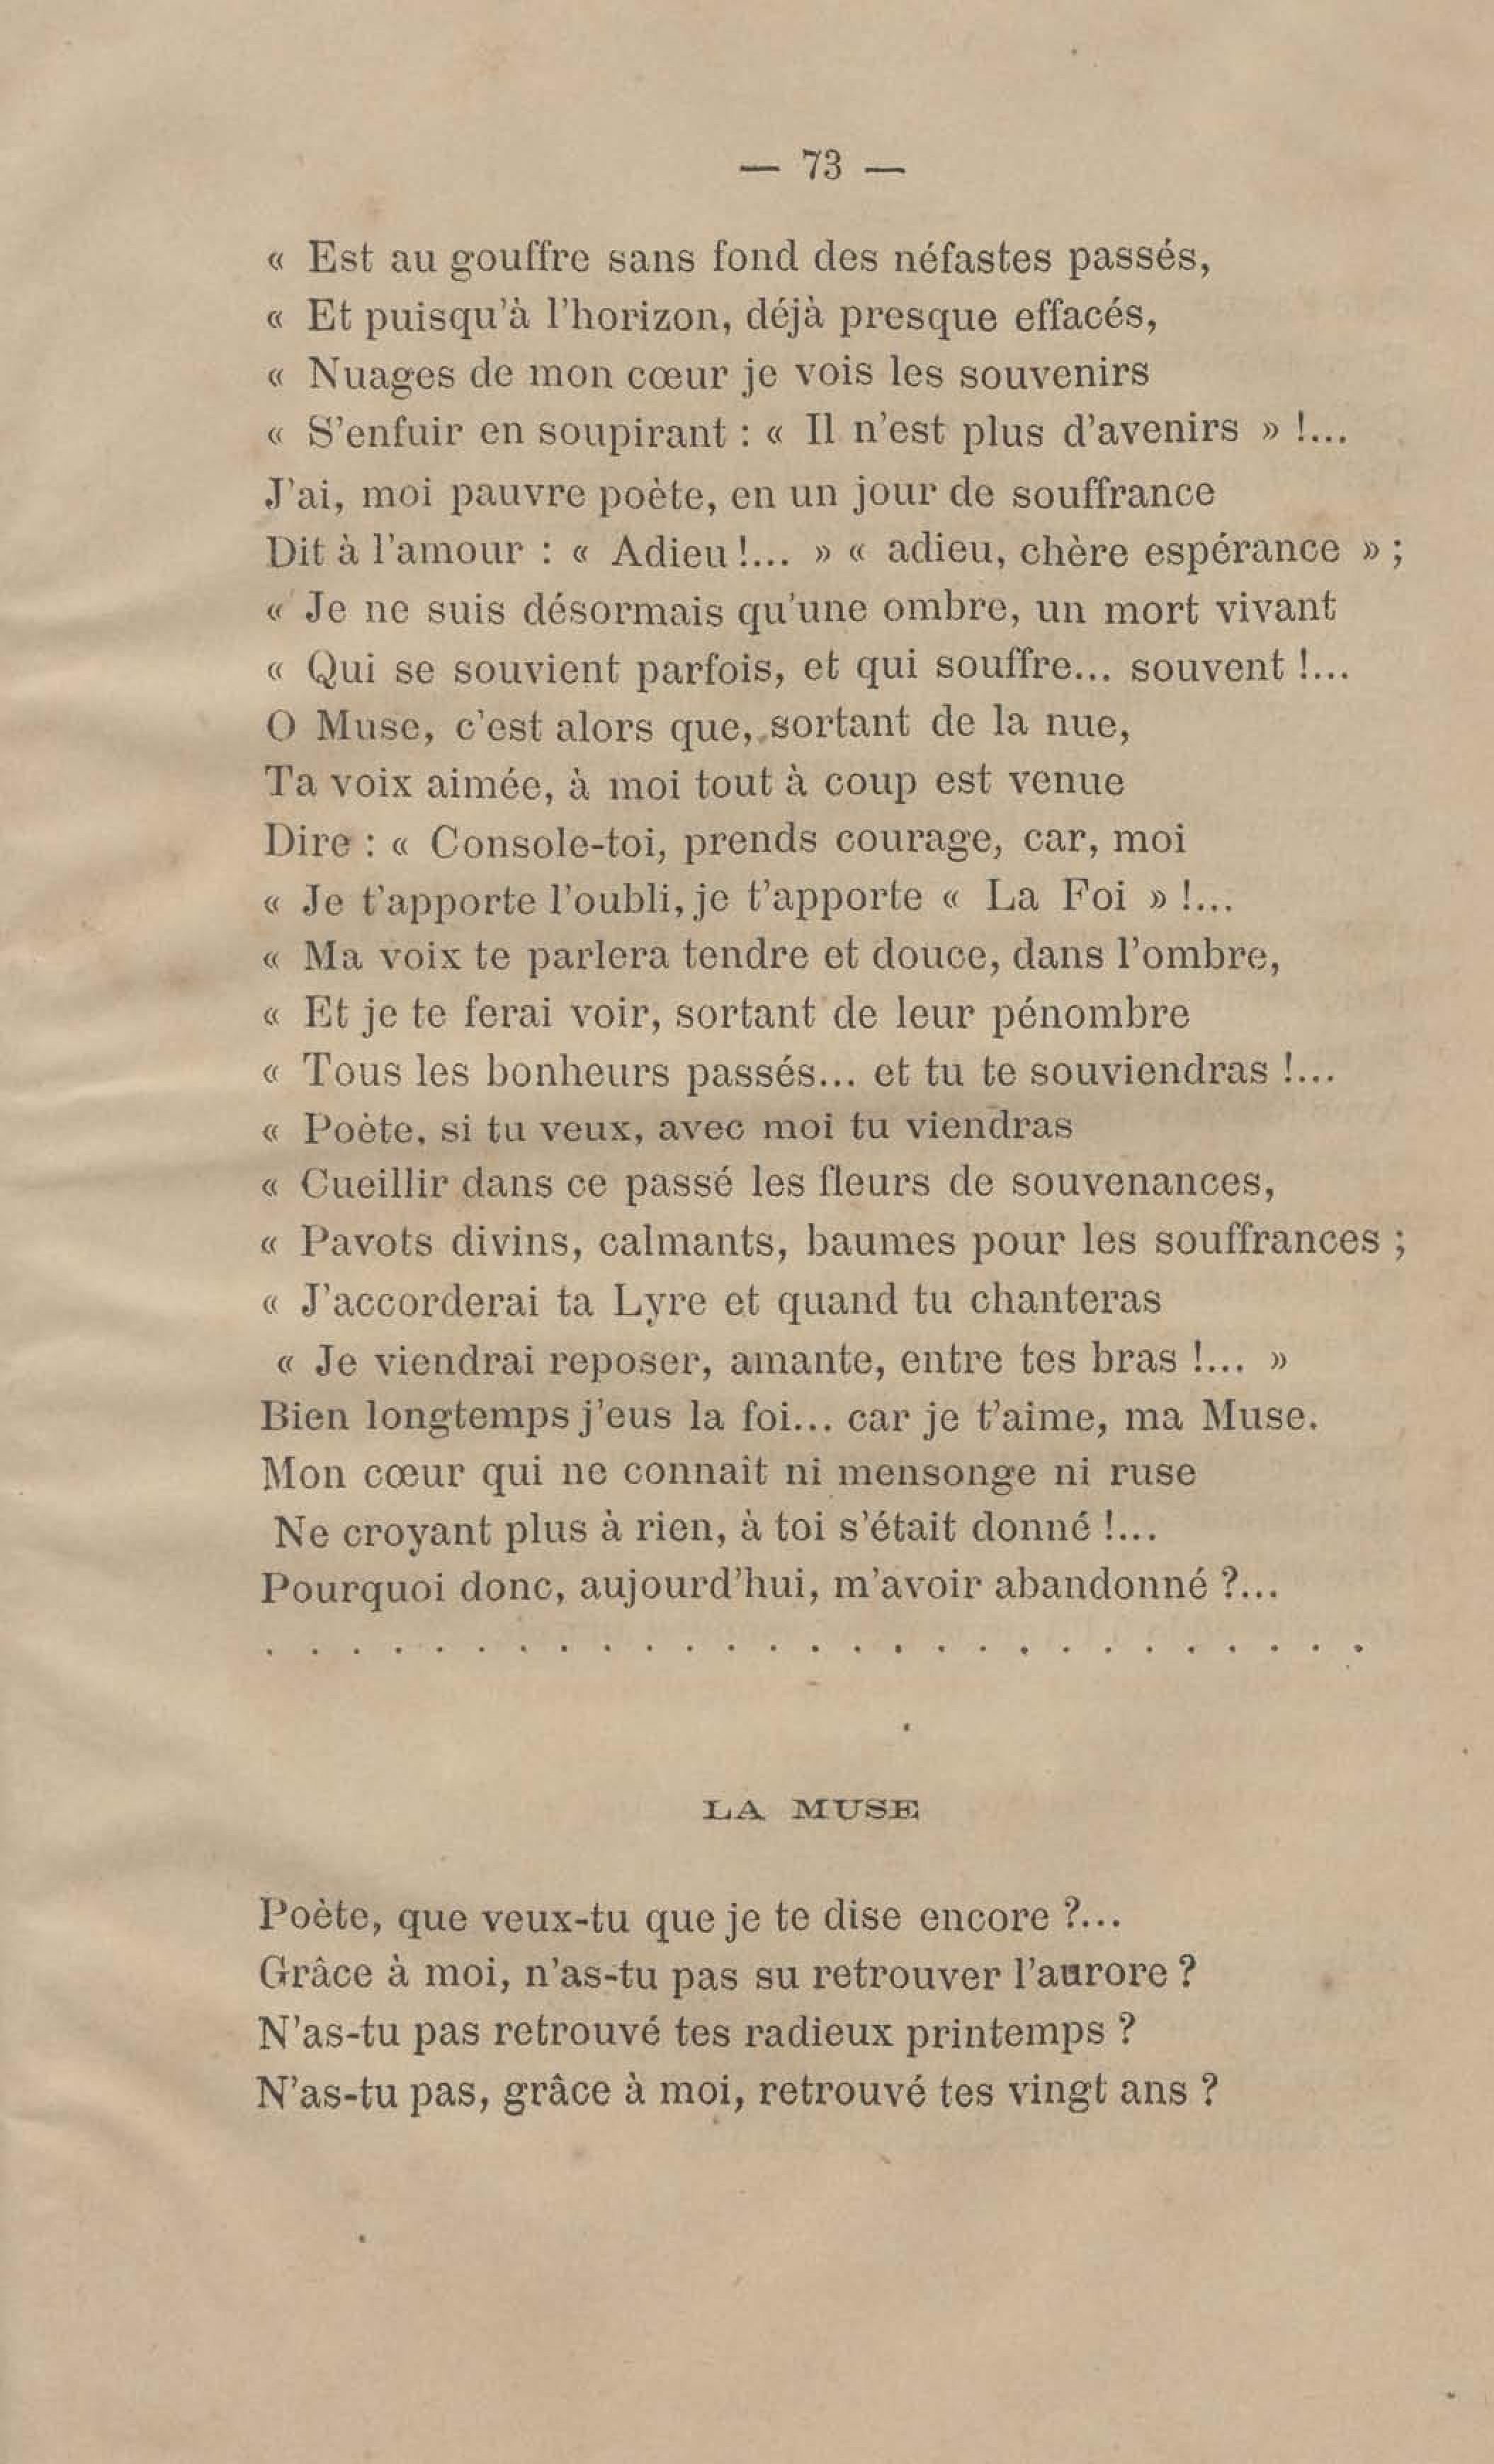 — 73 —
« Est au gouffre sans fond des néfastes passés,
« Et puisqu'à l'horizon, déjà presque effacés,
« Nuages de mon cœur je vois les souvenirs
« S'enfuir en soupirant : « Il n'est plus d'avenirs » !...
J'ai, moi pauvre poète, en un jour de souffrance
Dit à l'amour : « Adieu !... » « adieu, chère espérance » ;
« Je ne suis désormais qu'une ombre, un mort vivant
« Qui se souvient parfois, et qui souffre... souvent !...
O Muse, c'est alors que, sortant de la nue,
Ta voix aimée, à moi tout à coup est venue
Dire : « Console-toi, prends courage, car, moi
« Je t'apporte l'oubli, je t'apporte « La Foi » !...
« Ma voix te parlera tendre et douce, dans l'ombre,
« Et je te ferai voir, sortant de leur pénombre
« Tous les bonheurs passés... et tu te souviendras !...
« Poète, si tu veux, avec moi tu viendras
« Cueillir dans ce passé les fleurs de souvenances,
« Pavots divins, calmants, baumes pour les souffrances ;
« J'accorderai ta Lyre et quand tu chanteras
« Je viendrai reposer, amante, entre tes bras !... »
Bien longtemps j'eus la foi... car je t'aime, ma Muse.
Mon cœur qui ne connait ni mensonge ni ruse
Ne croyant plus à rien, à toi s'était donné !...
Pourquoi donc, aujourd'hui, m'avoir abandonné ?...
. . . . . . . . . . . . . . . . . . . . . . . . . . .
LA MUSE
Poète, que veux-tu que je te dise encore ?...
Grâce à moi, n'as-tu pas su retrouver l'aurore ?
N'as-tu pas retrouvé tes radieux printemps ?
N'as-tu pas, grâce à moi, retrouvé tes vingt ans ?